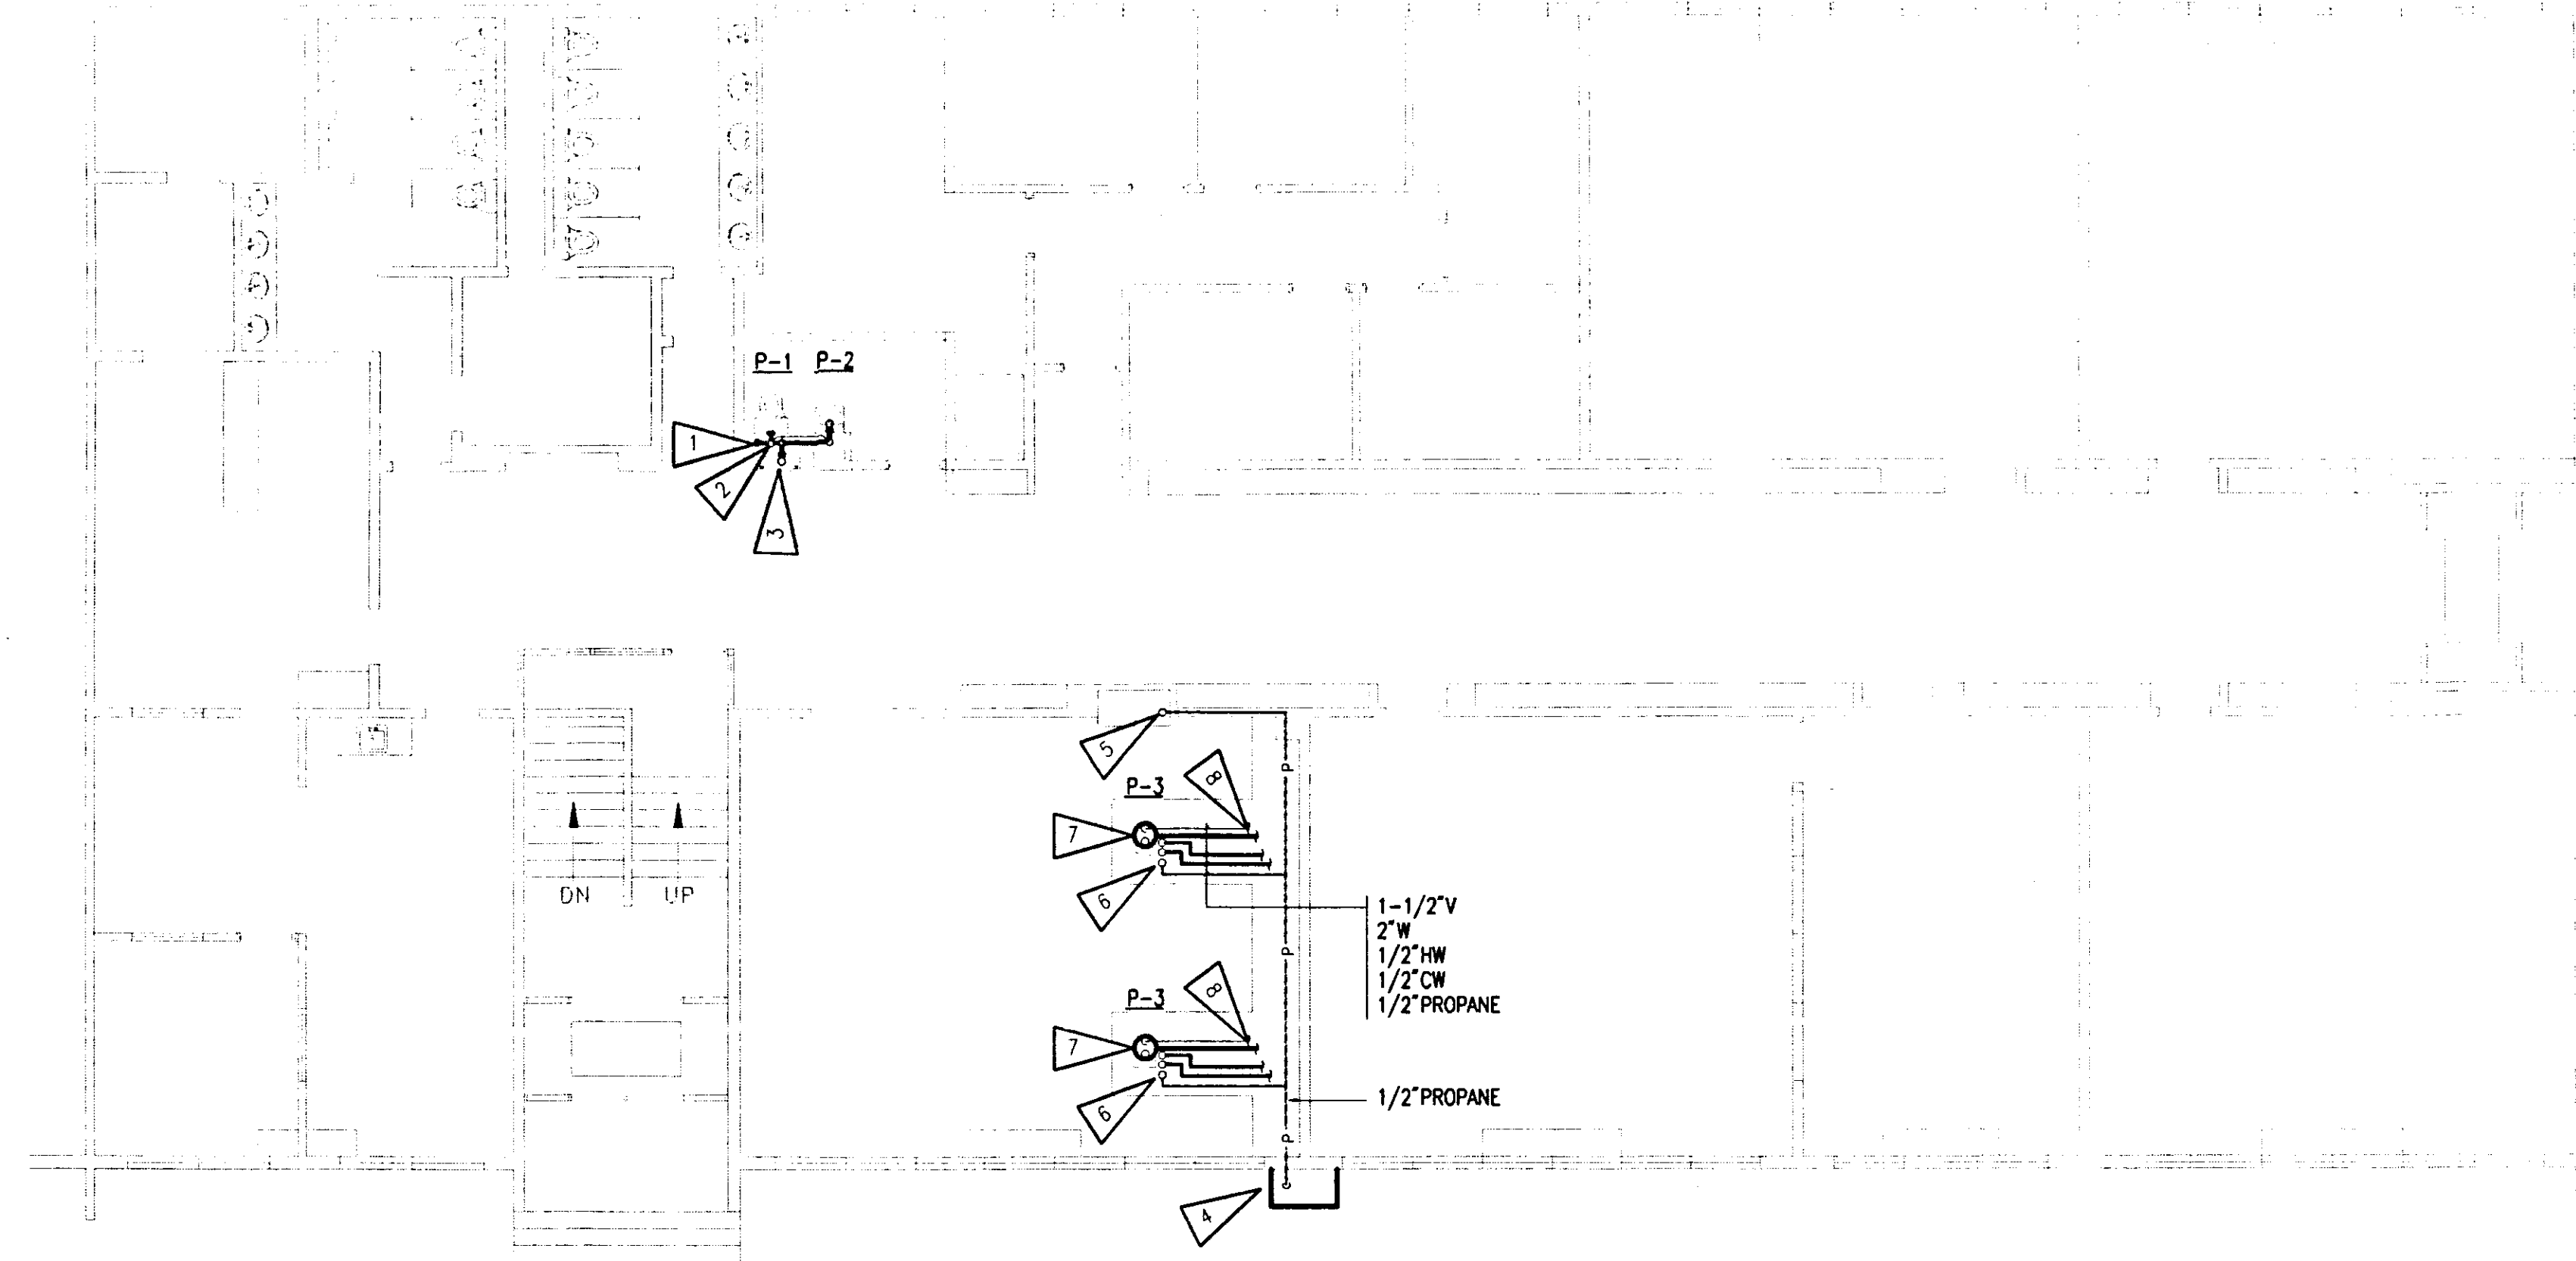 P-1 P-2
1
2
3
5
P-3
8
7
6
DN UP
1-1/2"V
2"W
1/2"HW
1/2"CW
1/2"PROPANE
P
P
P
P-3
8
7
6
1/2"PROPANE
4